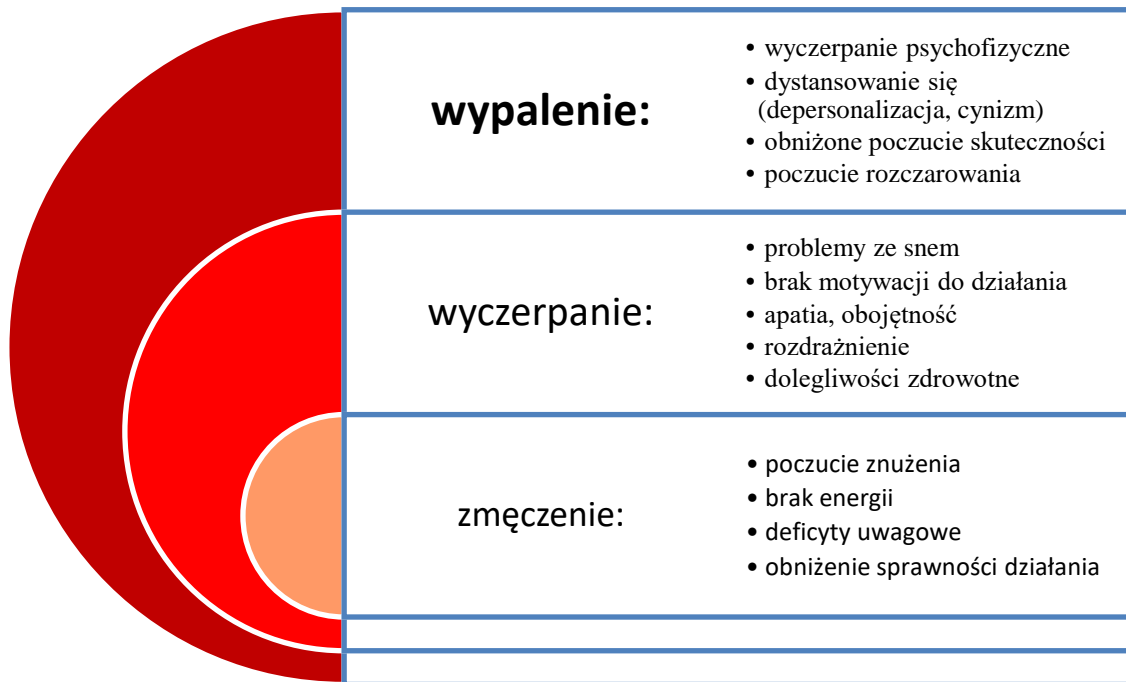 wypalenie:
• wyczerpanie psychofizyczne
• dystansowanie się
(depersonalizacja, cynizm)
• obniżone poczucie skuteczności
• poczucie rozczarowania
wyczerpanie:
• problemy ze snem
• brak motywacji do działania
• apatia, obojętność
• rozdrażnienie
• dolegliwości zdrowotne
zmęczenie:
• poczucie znużenia
• brak energii
• deficyty uwagowe
• obniżenie sprawności działania